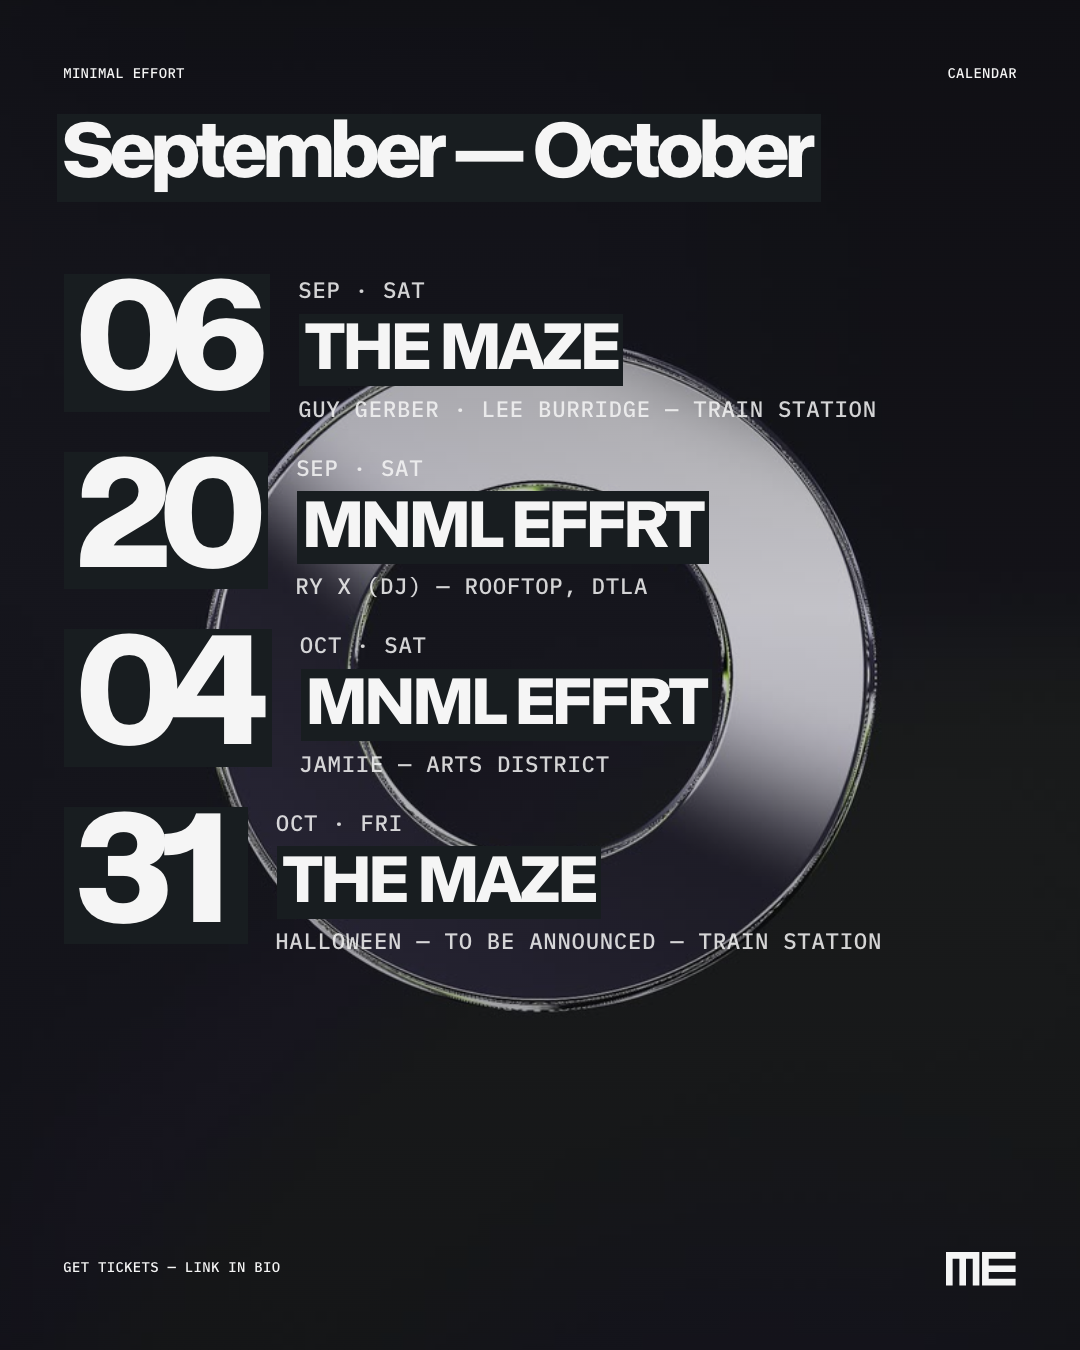 MINIMAL EFFORT
CALENDAR
September — October
06
SEP · SAT
THE MAZE
GUY GERBER · LEE BURRIDGE — TRAIN STATION
20
SEP · SAT
MNML EFFRT
RY X (DJ) — ROOFTOP, DTLA
04
OCT · SAT
MNML EFFRT
JAMIIE — ARTS DISTRICT
31
OCT · FRI
THE MAZE
HALLOWEEN — TO BE ANNOUNCED — TRAIN STATION
GET TICKETS — LINK IN BIO
ME